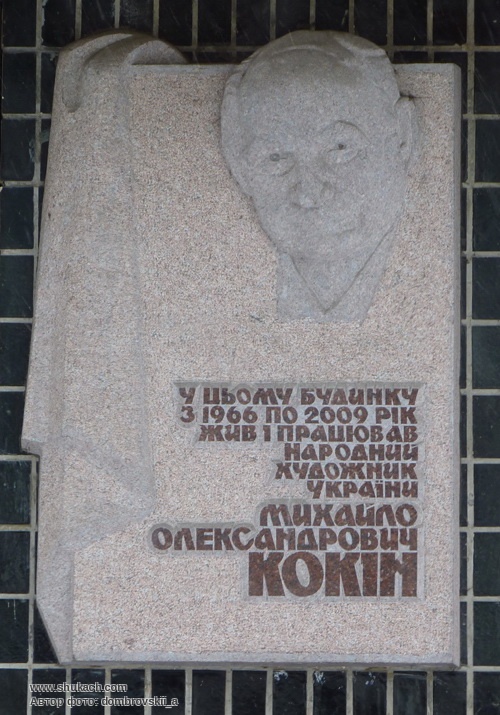 У ЦЬОМУ БУДИНКУ
З 1966 ПО 2009 РІК
ЖИВ І ПРАЦЮВАВ
НАРОДНИЙ
ХУДОЖНИК
УКРАЇНИ
МИХАЙЛО
ОЛЕКСАНДРОВИЧ
КОКІН
www.shukach.com
Автор фото: dombrovskii_a